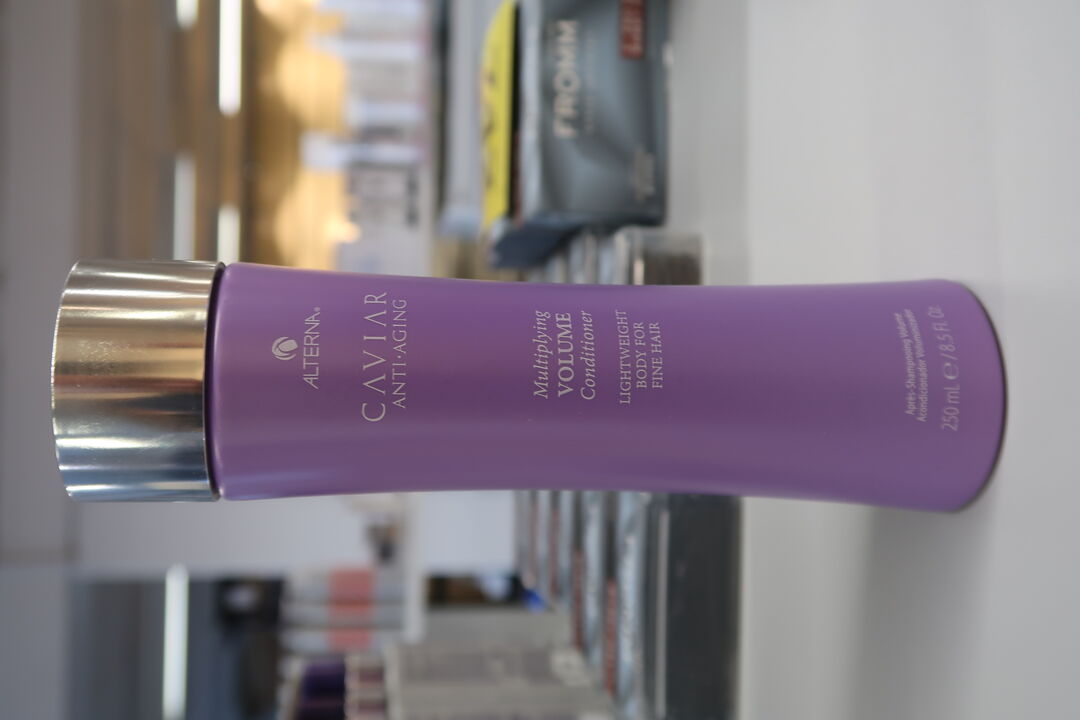 ALTERNA®
CAVIAR
ANTI·AGING
Multiplying
VOLUME
Conditioner
LIGHTWEIGHT
BODY FOR
FINE HAIR
Après-Shampooing Volume
Acondicionador Voluminizador
250 mL ℮ / 8.5 Fl. Oz
FROMM